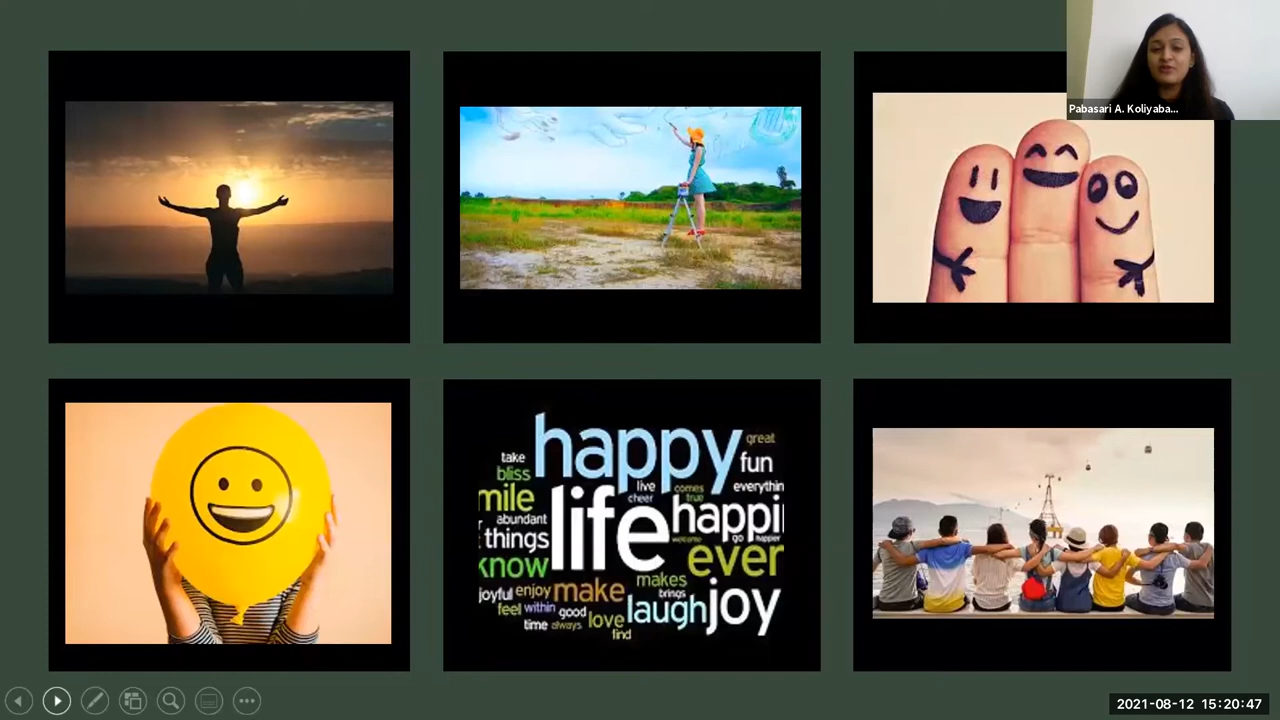 Pabasari A. Koliyaba...
happy
great
take
fun
bliss
live
comes
everythin
mile
cheer
true
abundant
life
happi
things
welcome
go
happier
know
ever
makes
joyful
enjoy
make
brings
joy
feel
within
good
love
laugh
time
always
find
2021-08-12 15:20:47